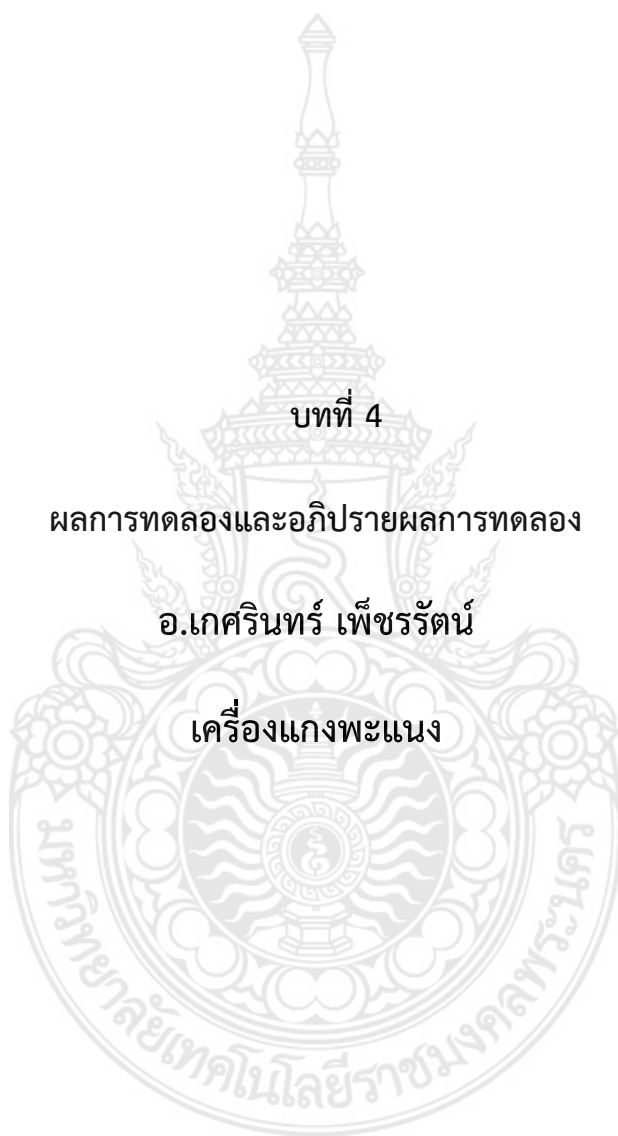 บทที่ 4
ผลการทดลองและอภิปรายผลการทดลอง
อ.เกศรินทร์ เพ็ชรรัตน์
เครื่องแกงพะแนง
มหาวิทยาลัยเทคโนโลยีราชมงคลพระนคร